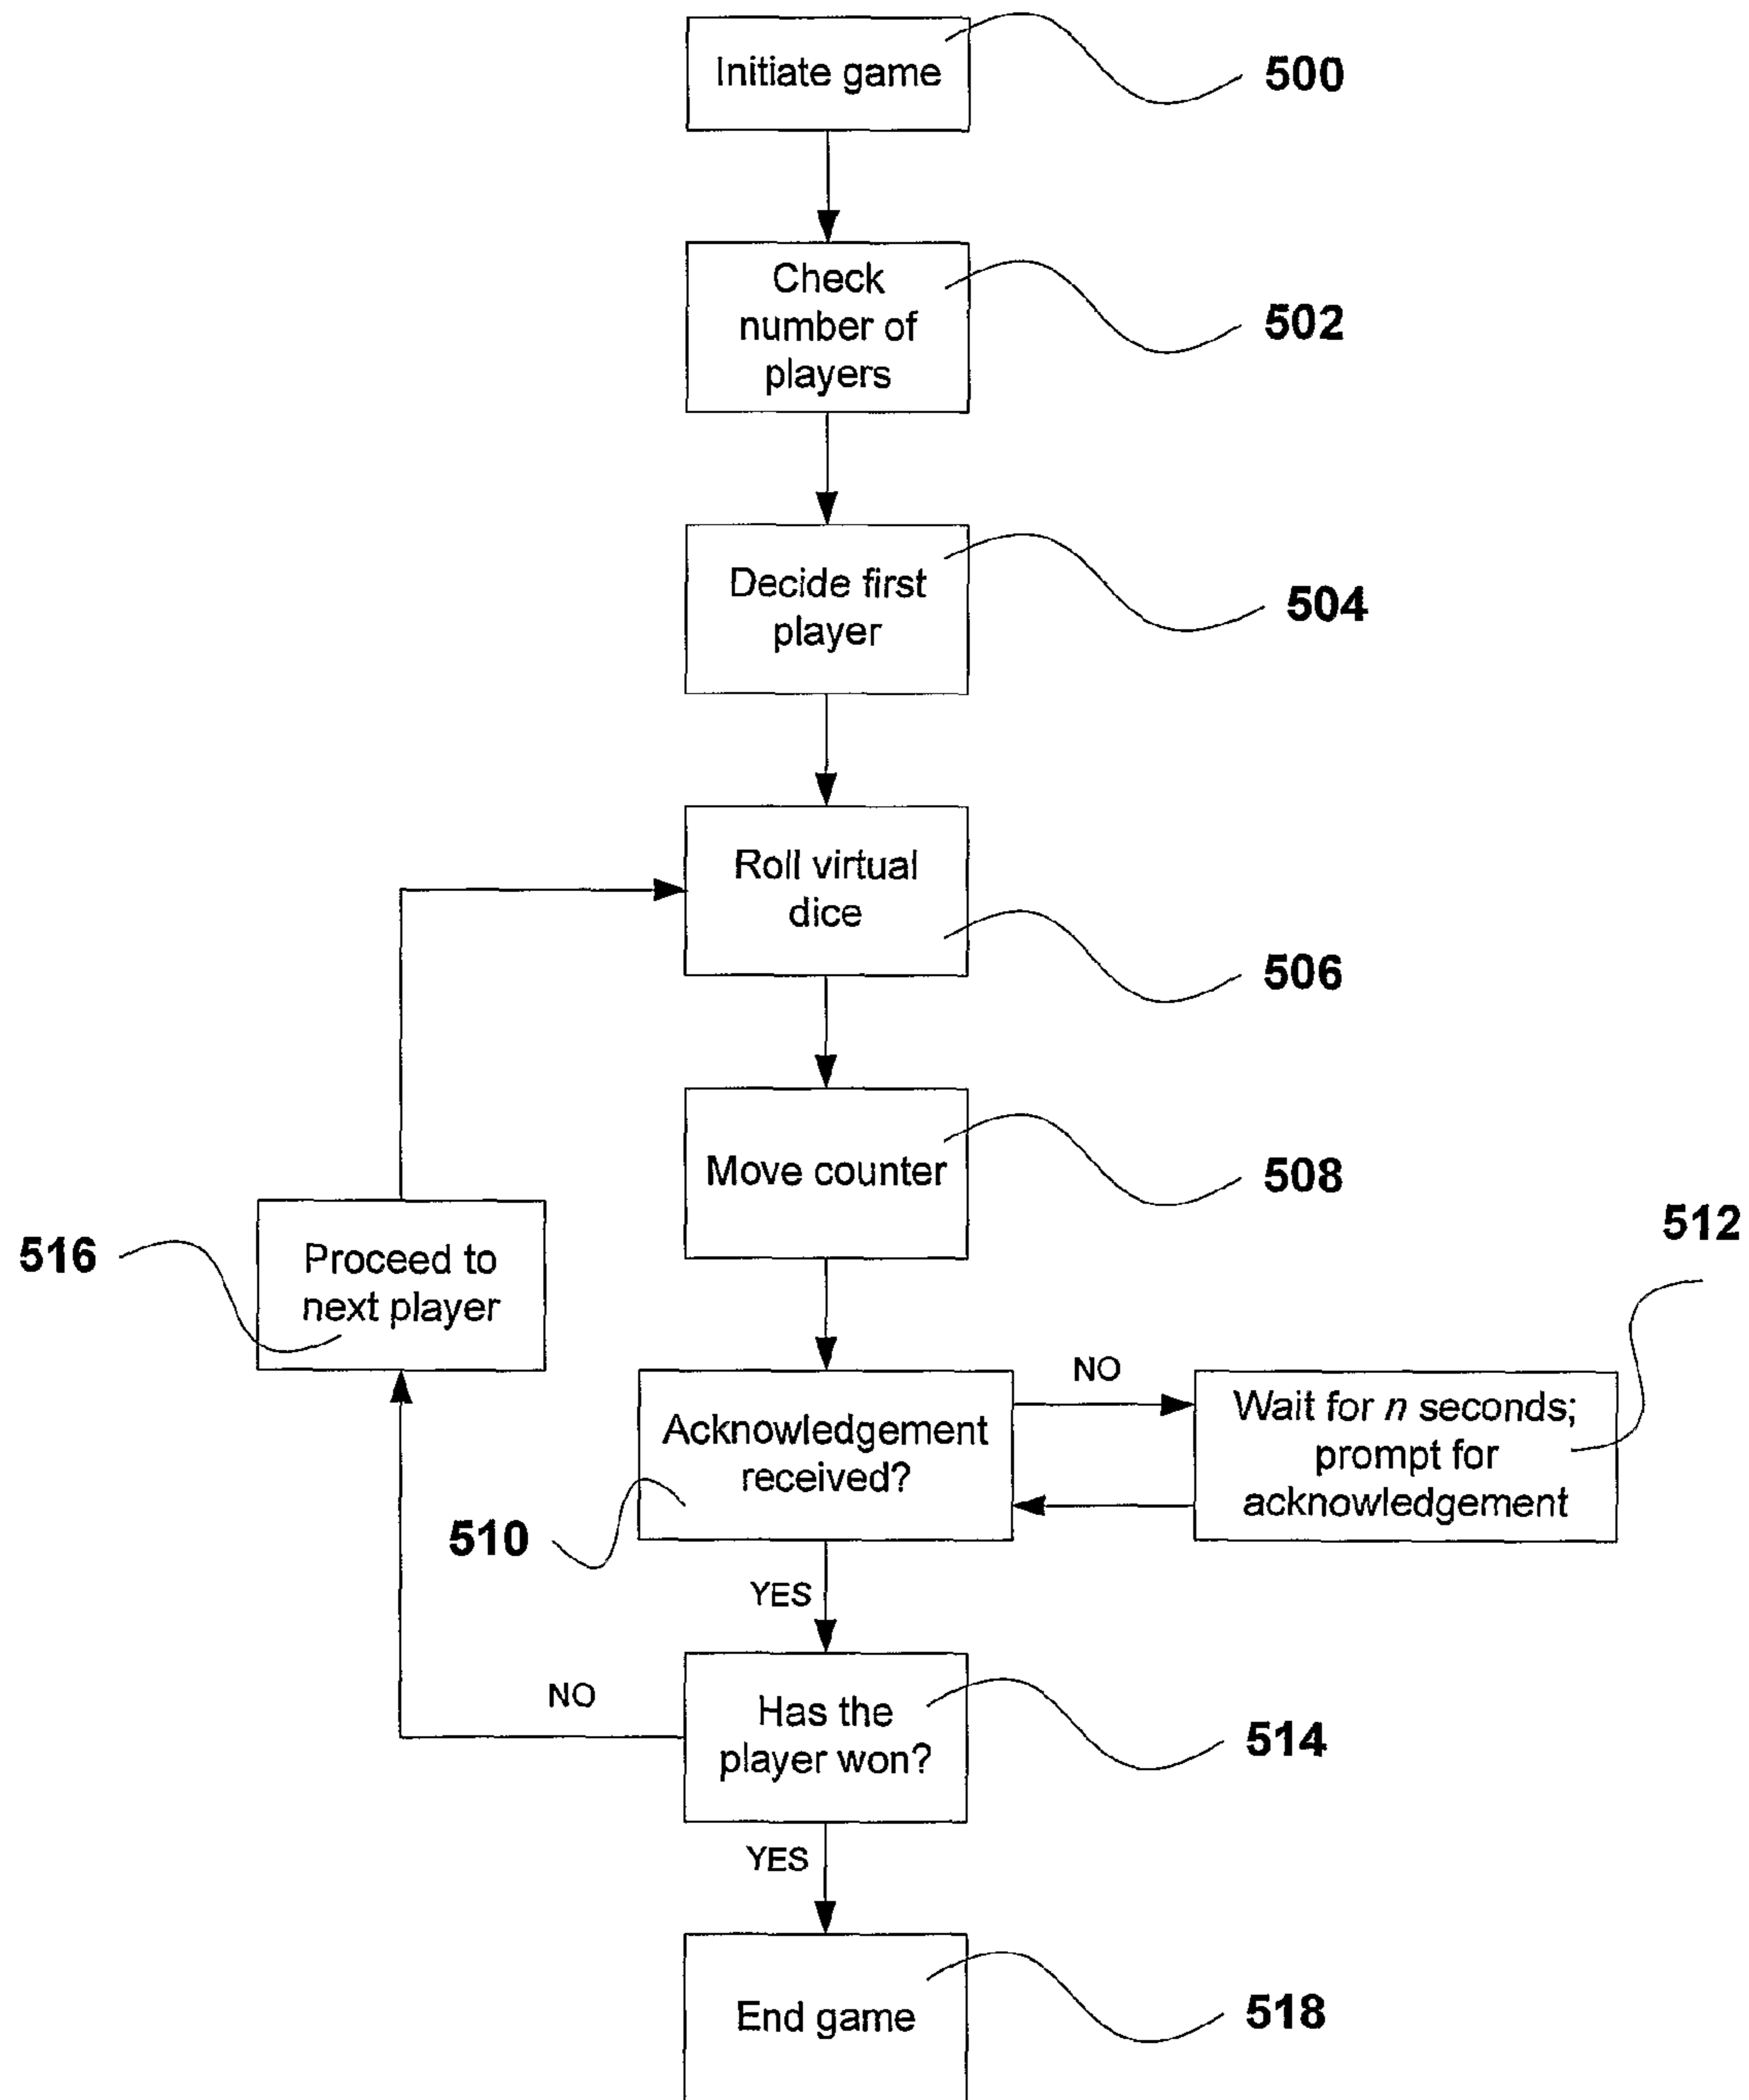 Initiate game
500
Check
number of
players
502
Decide first
player
504
Roll virtual
dice
506
Move counter
508
512
516
Proceed to
next player
NO
Acknowledgement
received?
Wait for n seconds;
prompt for
acknowledgement
510
YES
NO
Has the
player won?
514
YES
End game
518